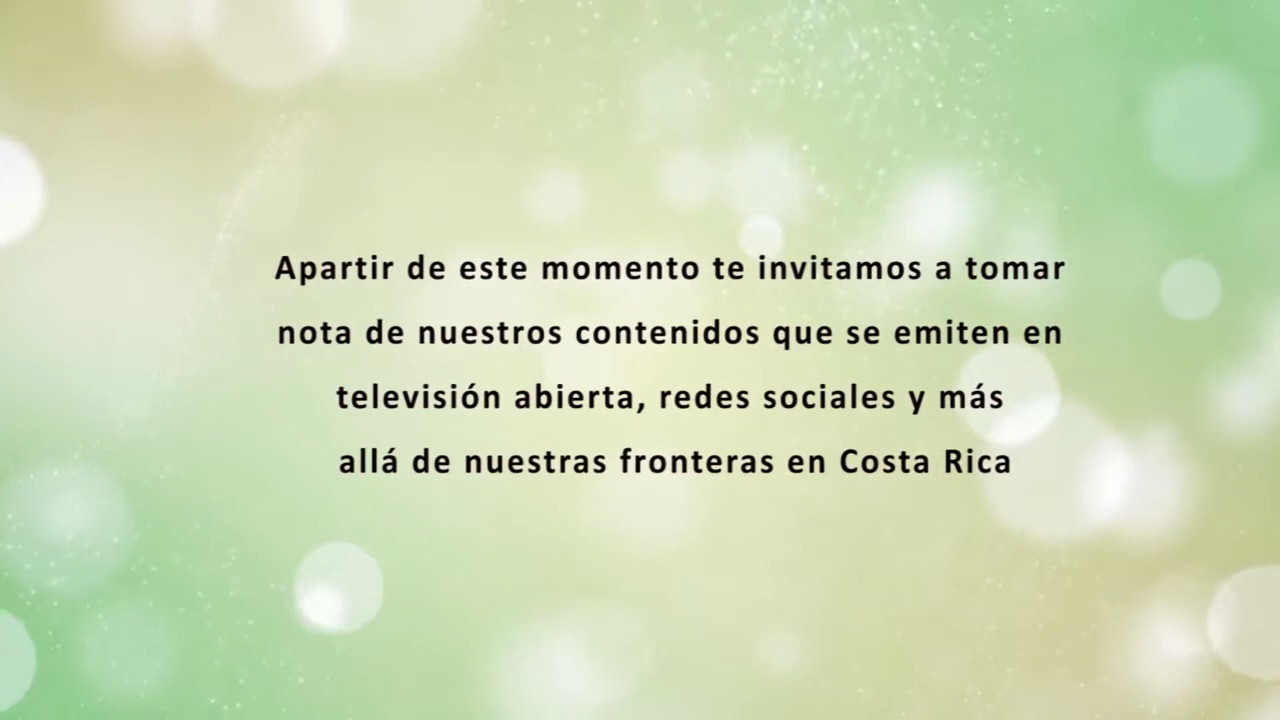 Apartir de este momento te invitamos a tomar
nota de nuestros contenidos que se emiten en
televisión abierta, redes sociales y más
allá de nuestras fronteras en Costa Rica